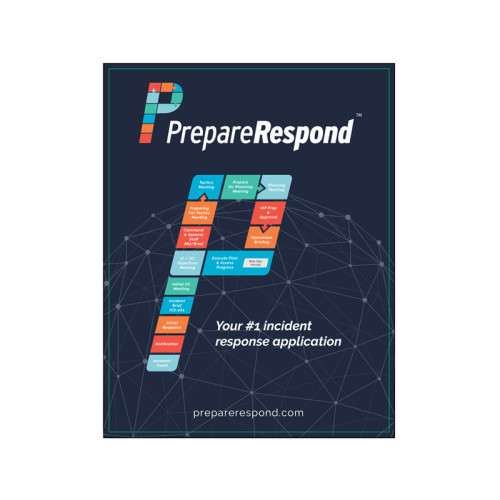 PrepareRespond™
Tactics
Meeting
Prepare
for Planning
Meeting
Planning
Meeting
Preparing
For Tactics
Meeting
IAP Prep
&
Approval
Command
& General
Staff
Mtg/Brief
Operations
Briefing
IC / UC
Objectives
Meeting
Execute Plan
& Assess
Progress
New Ops
Period
Initial UC
Meeting
Incident
Brief
ICS-201
Initial
Response
Notification
Incident/
Event
Your #1 incident
response application
preparerespond.com